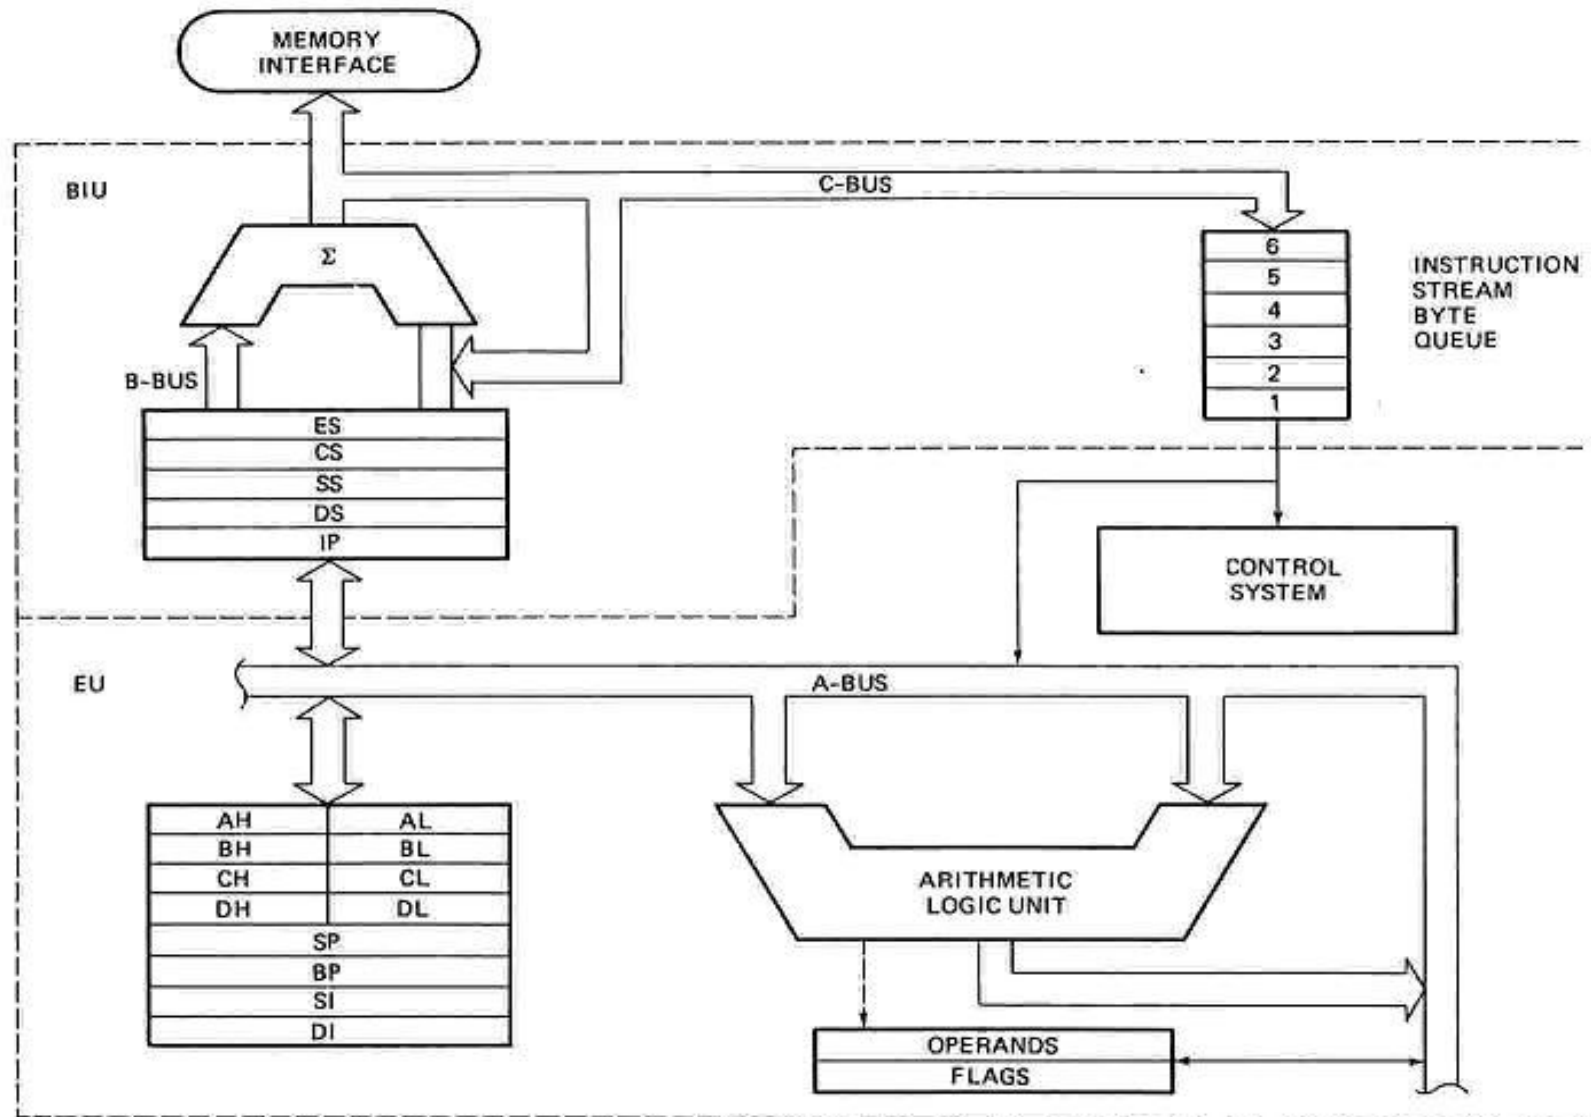 MEMORY
INTERFACE
BIU
C-BUS
Σ
6
5
4
3
2
1
INSTRUCTION
STREAM
BYTE
QUEUE
B-BUS
ES
CS
SS
DS
IP
CONTROL
SYSTEM
EU
A-BUS
AH AL
BH BL
CH CL
DH DL
SP
BP
SI
DI
ARITHMETIC
LOGIC UNIT
OPERANDS
FLAGS